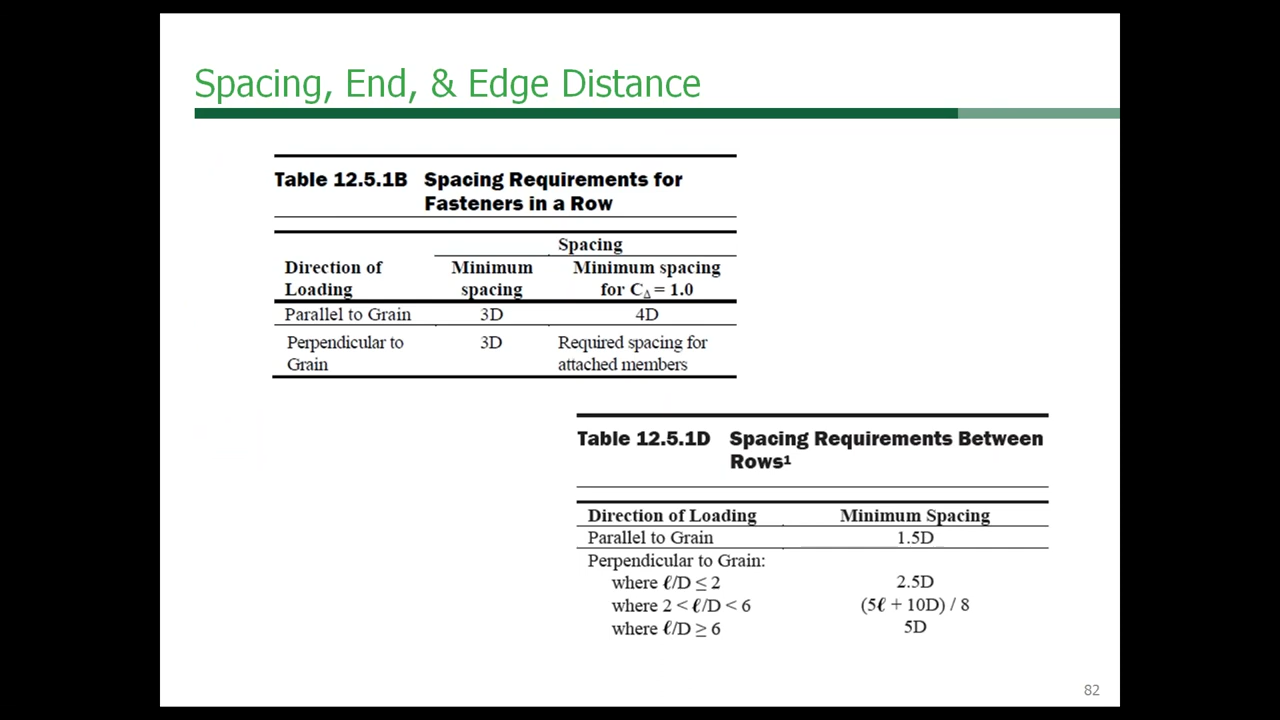 Spacing, End, & Edge Distance
Table 12.5.1B Spacing Requirements for
Fasteners in a Row
Spacing
Direction of Minimum Minimum spacing
Loading spacing for C∆ = 1.0
Parallel to Grain 3D 4D
Perpendicular to 3D Required spacing for
Grain attached members
Table 12.5.1D Spacing Requirements Between
Rows¹
Direction of Loading Minimum Spacing
Parallel to Grain 1.5D
Perpendicular to Grain:
where ℓ/D ≤ 2 2.5D
where 2 < ℓ/D < 6 (5ℓ + 10D) / 8
where ℓ/D ≥ 6 5D
82